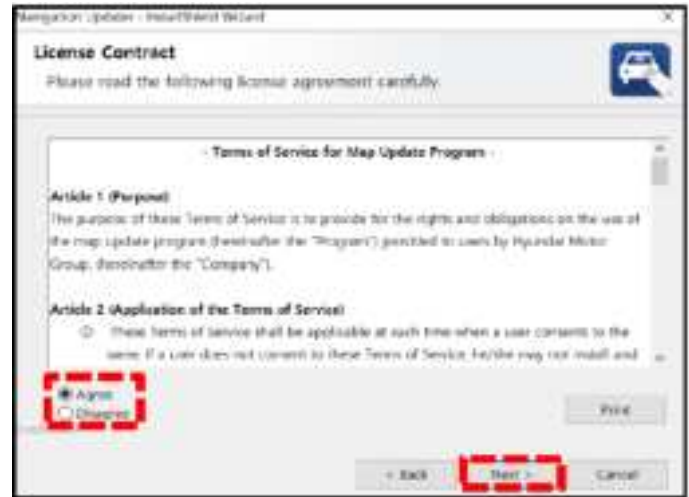 Navigation Updater - InstallShield Wizard
License Contract
Please read the following license agreement carefully.
- Terms of Service for Map Update Program -
Article 1 (Purpose)
The purpose of these Terms of Service is to provide for the rights and obligations on the use of
the map update program (hereinafter the "Program") provided to users by Hyundai Motor
Group. (hereinafter the "Company").
Article 2 (Application of the Terms of Service)
① These Terms of Service shall be applicable at such time when a user consents to the
same. If a user does not consent to these Terms of Service, he/she may not install and
Agree
Disagree
Print
< Back
Next >
Cancel